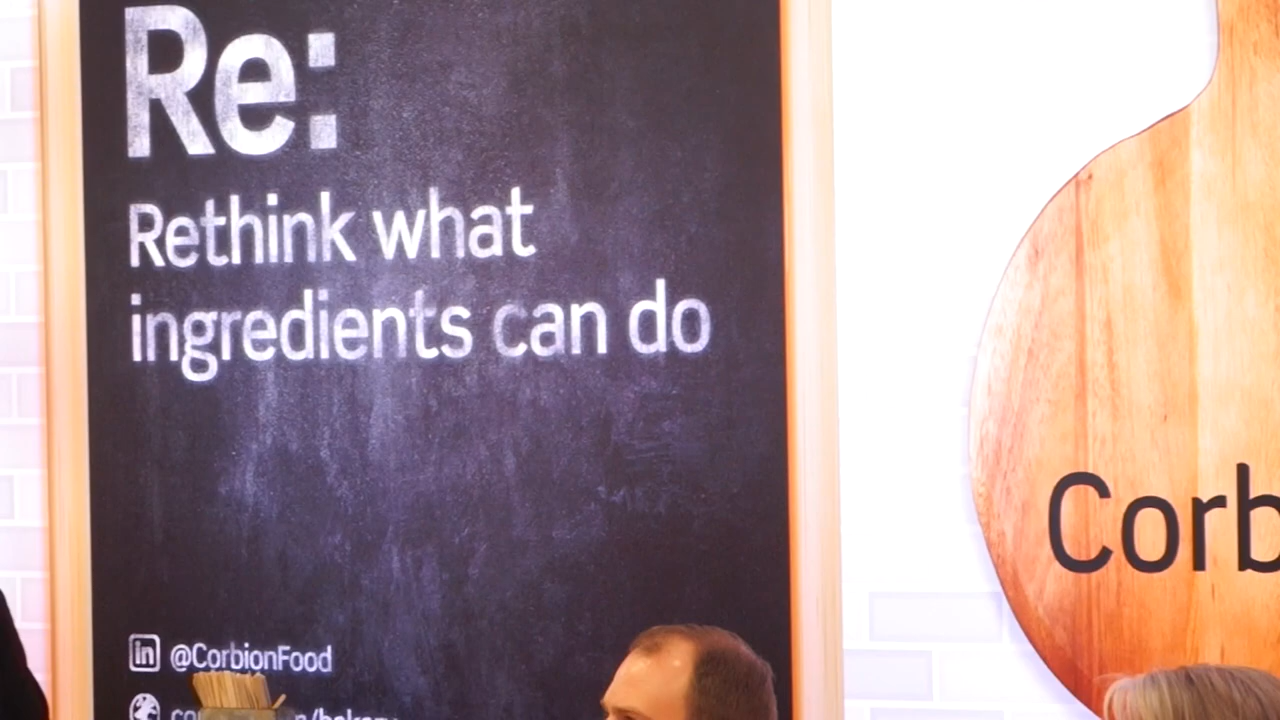 Re:
Rethink what
ingredients can do
@CorbionFood
Corb